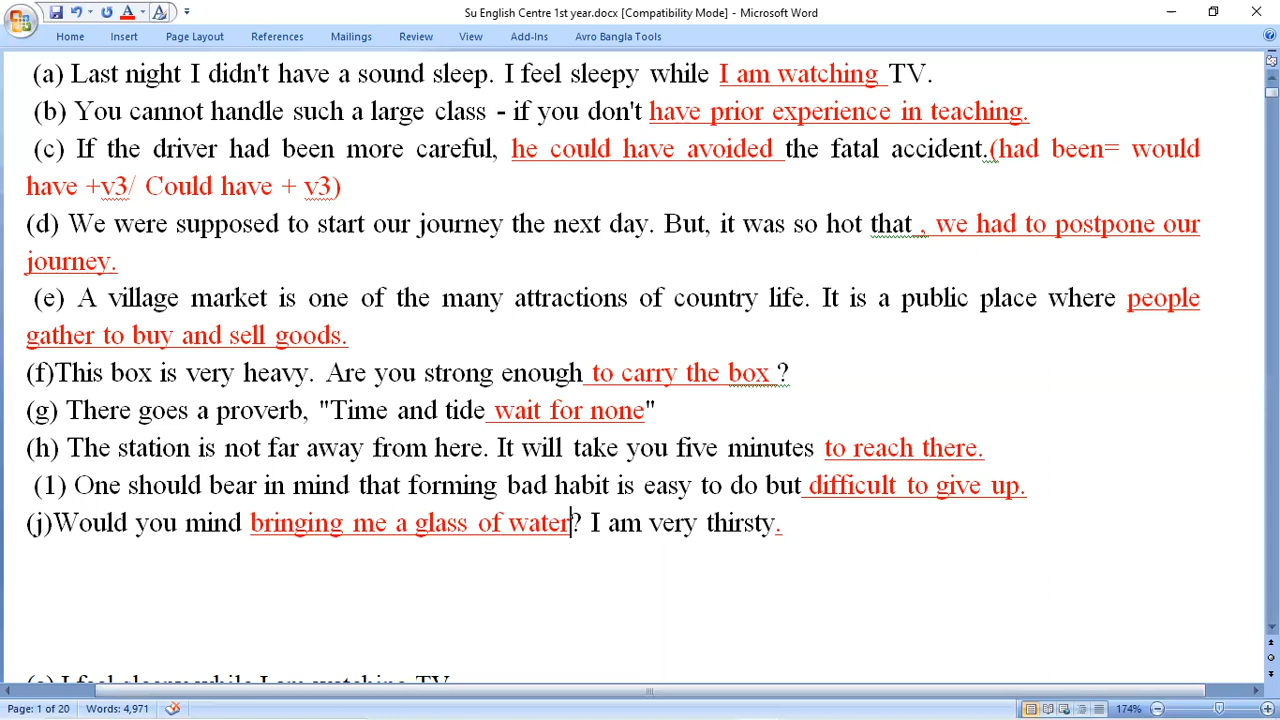 Su English Centre 1st year.docx [Compatibility Mode] - Microsoft Word
Home Insert Page Layout References Mailings Review View Add-Ins Avro Bangla Tools
(a) Last night I didn't have a sound sleep. I feel sleepy while I am watching TV.
(b) You cannot handle such a large class - if you don't have prior experience in teaching.
(c) If the driver had been more careful, he could have avoided the fatal accident.(had been= would
have +v3/ Could have + v3)
(d) We were supposed to start our journey the next day. But, it was so hot that , we had to postpone our
journey.
(e) A village market is one of the many attractions of country life. It is a public place where people
gather to buy and sell goods.
(f)This box is very heavy. Are you strong enough to carry the box ?
(g) There goes a proverb, "Time and tide wait for none"
(h) The station is not far away from here. It will take you five minutes to reach there.
(1) One should bear in mind that forming bad habit is easy to do but difficult to give up.
(j)Would you mind bringing me a glass of water? I am very thirsty.
(a) I feel sleepy while I am watching TV
Page: 1 of 20 Words: 4,971 174%